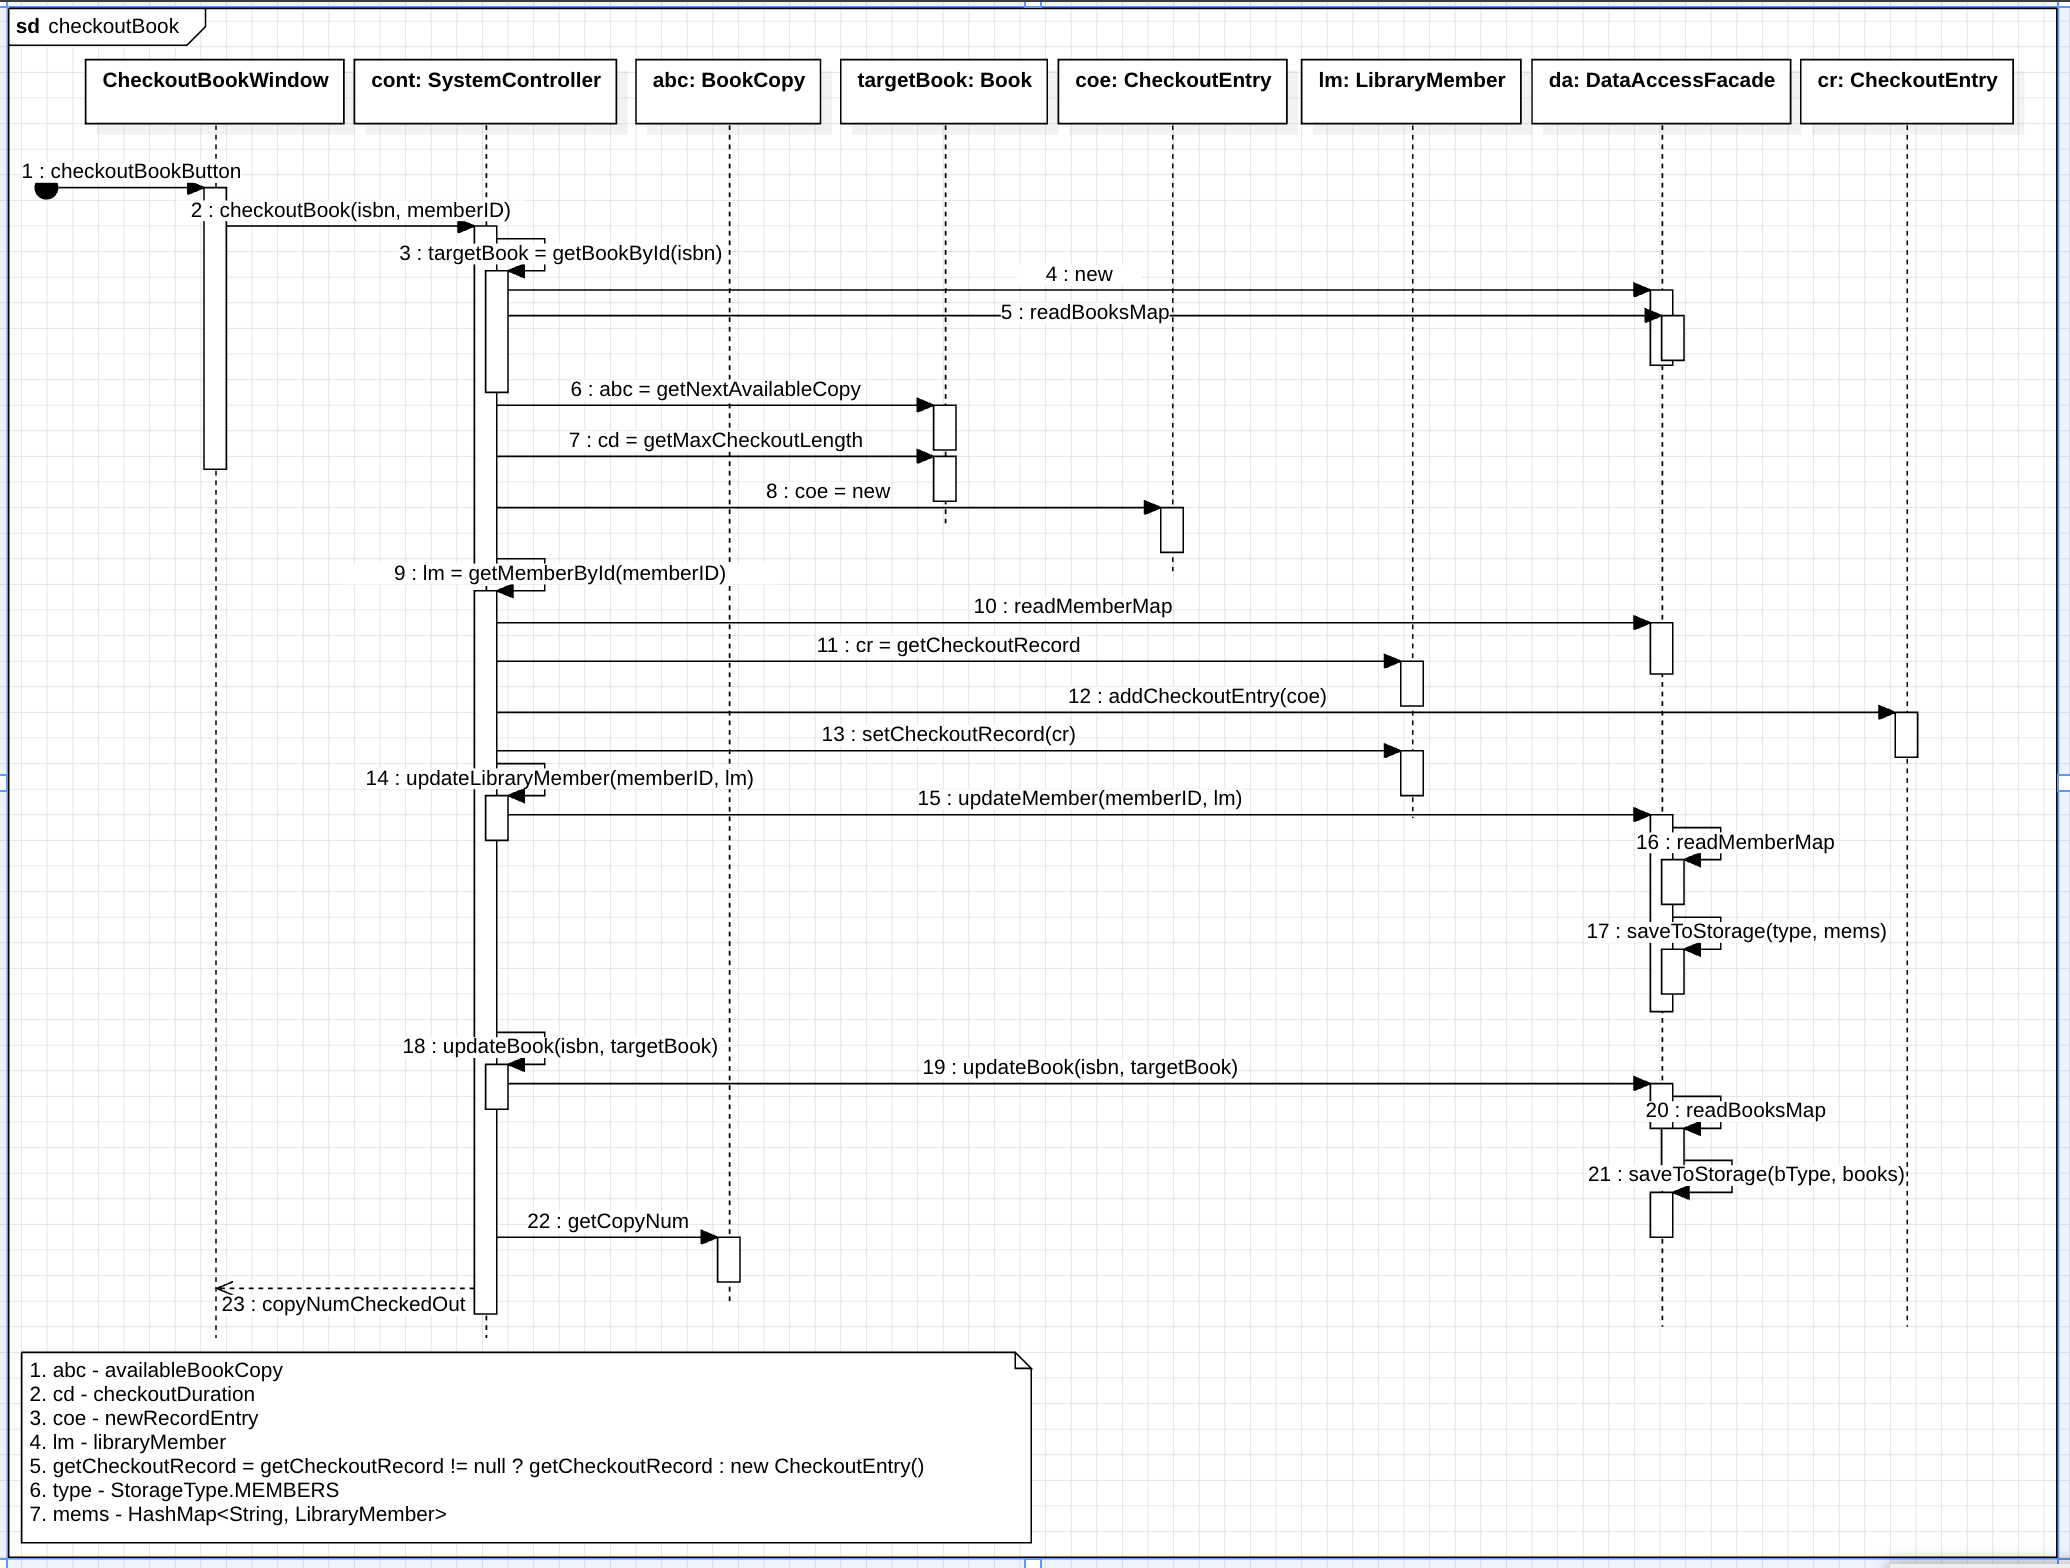 sd checkoutBook
CheckoutBookWindow
cont: SystemController
abc: BookCopy
targetBook: Book
coe: CheckoutEntry
lm: LibraryMember
da: DataAccessFacade
cr: CheckoutEntry
1 : checkoutBookButton
2 : checkoutBook(isbn, memberID)
3 : targetBook = getBookById(isbn)
4 : new
5 : readBooksMap
6 : abc = getNextAvailableCopy
7 : cd = getMaxCheckoutLength
8 : coe = new
9 : lm = getMemberById(memberID)
10 : readMemberMap
11 : cr = getCheckoutRecord
12 : addCheckoutEntry(coe)
13 : setCheckoutRecord(cr)
14 : updateLibraryMember(memberID, lm)
15 : updateMember(memberID, lm)
16 : readMemberMap
17 : saveToStorage(type, mems)
18 : updateBook(isbn, targetBook)
19 : updateBook(isbn, targetBook)
20 : readBooksMap
21 : saveToStorage(bType, books)
22 : getCopyNum
23 : copyNumCheckedOut
1. abc - availableBookCopy
2. cd - checkoutDuration
3. coe - newRecordEntry
4. lm - libraryMember
5. getCheckoutRecord = getCheckoutRecord != null ? getCheckoutRecord : new CheckoutEntry()
6. type - StorageType.MEMBERS
7. mems - HashMap<String, LibraryMember>